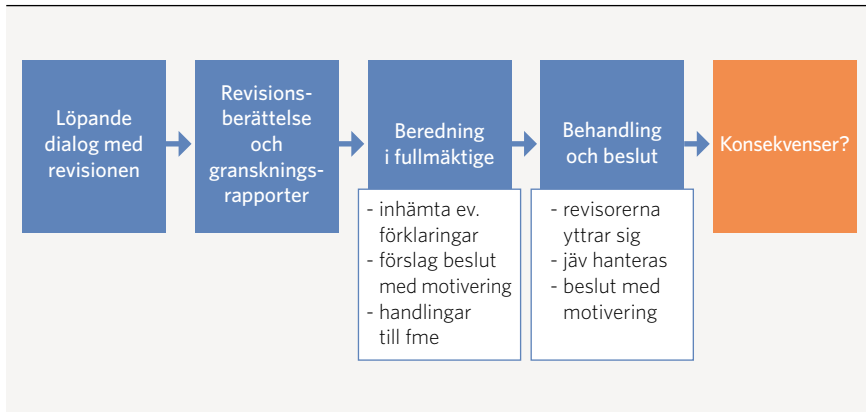 Löpande
dialog med
revisionen
Revisions-
berättelse
och
gransknings-
rapporter
Beredning
i fullmäktige
- inhämta ev.
förklaringar
- förslag beslut
med motivering
- handlingar
till fme
Behandling
och beslut
- revisorerna
yttrar sig
- jäv hanteras
- beslut med
motivering
Konsekvenser?